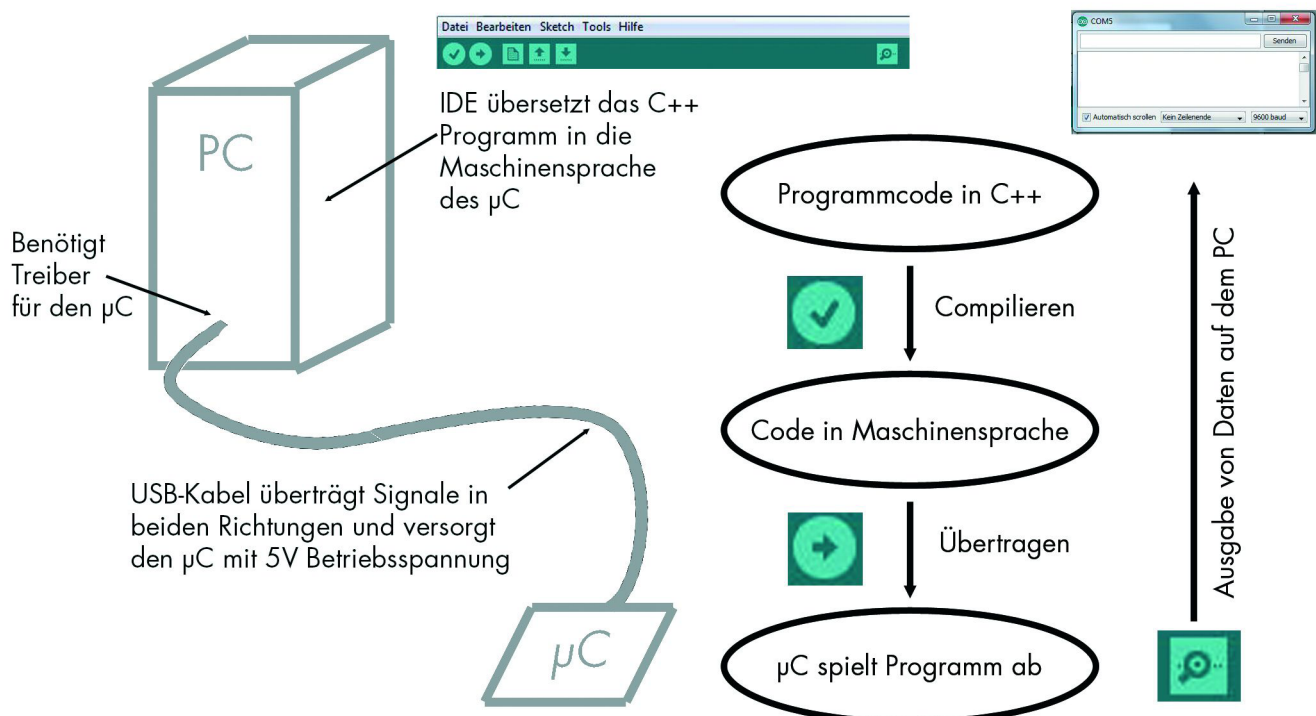 Datei Bearbeiten Sketch Tools Hilfe
COM5
Senden
Automatisch scrollen
Kein Zeilenende
9600 baud
PC
IDE übersetzt das C++
Programm in die
Maschinensprache
des µC
Benötigt
Treiber
für den µC
USB-Kabel überträgt Signale in
beiden Richtungen und versorgt
den µC mit 5V Betriebsspannung
µC
Programmcode in C++
Compilieren
Code in Maschinensprache
Übertragen
µC spielt Programm ab
Ausgabe von Daten auf dem PC